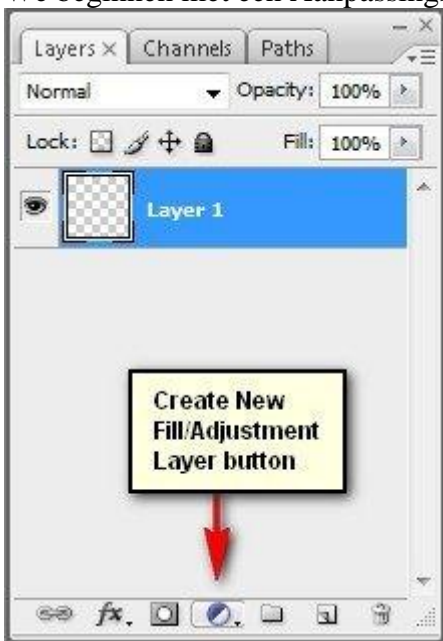 We beginnen met een Aanpassings
Layers × Channels Paths
Normal Opacity: 100%
Lock: Fill: 100%
Layer 1
Create New
Fill/Adjustment
Layer button
fx.